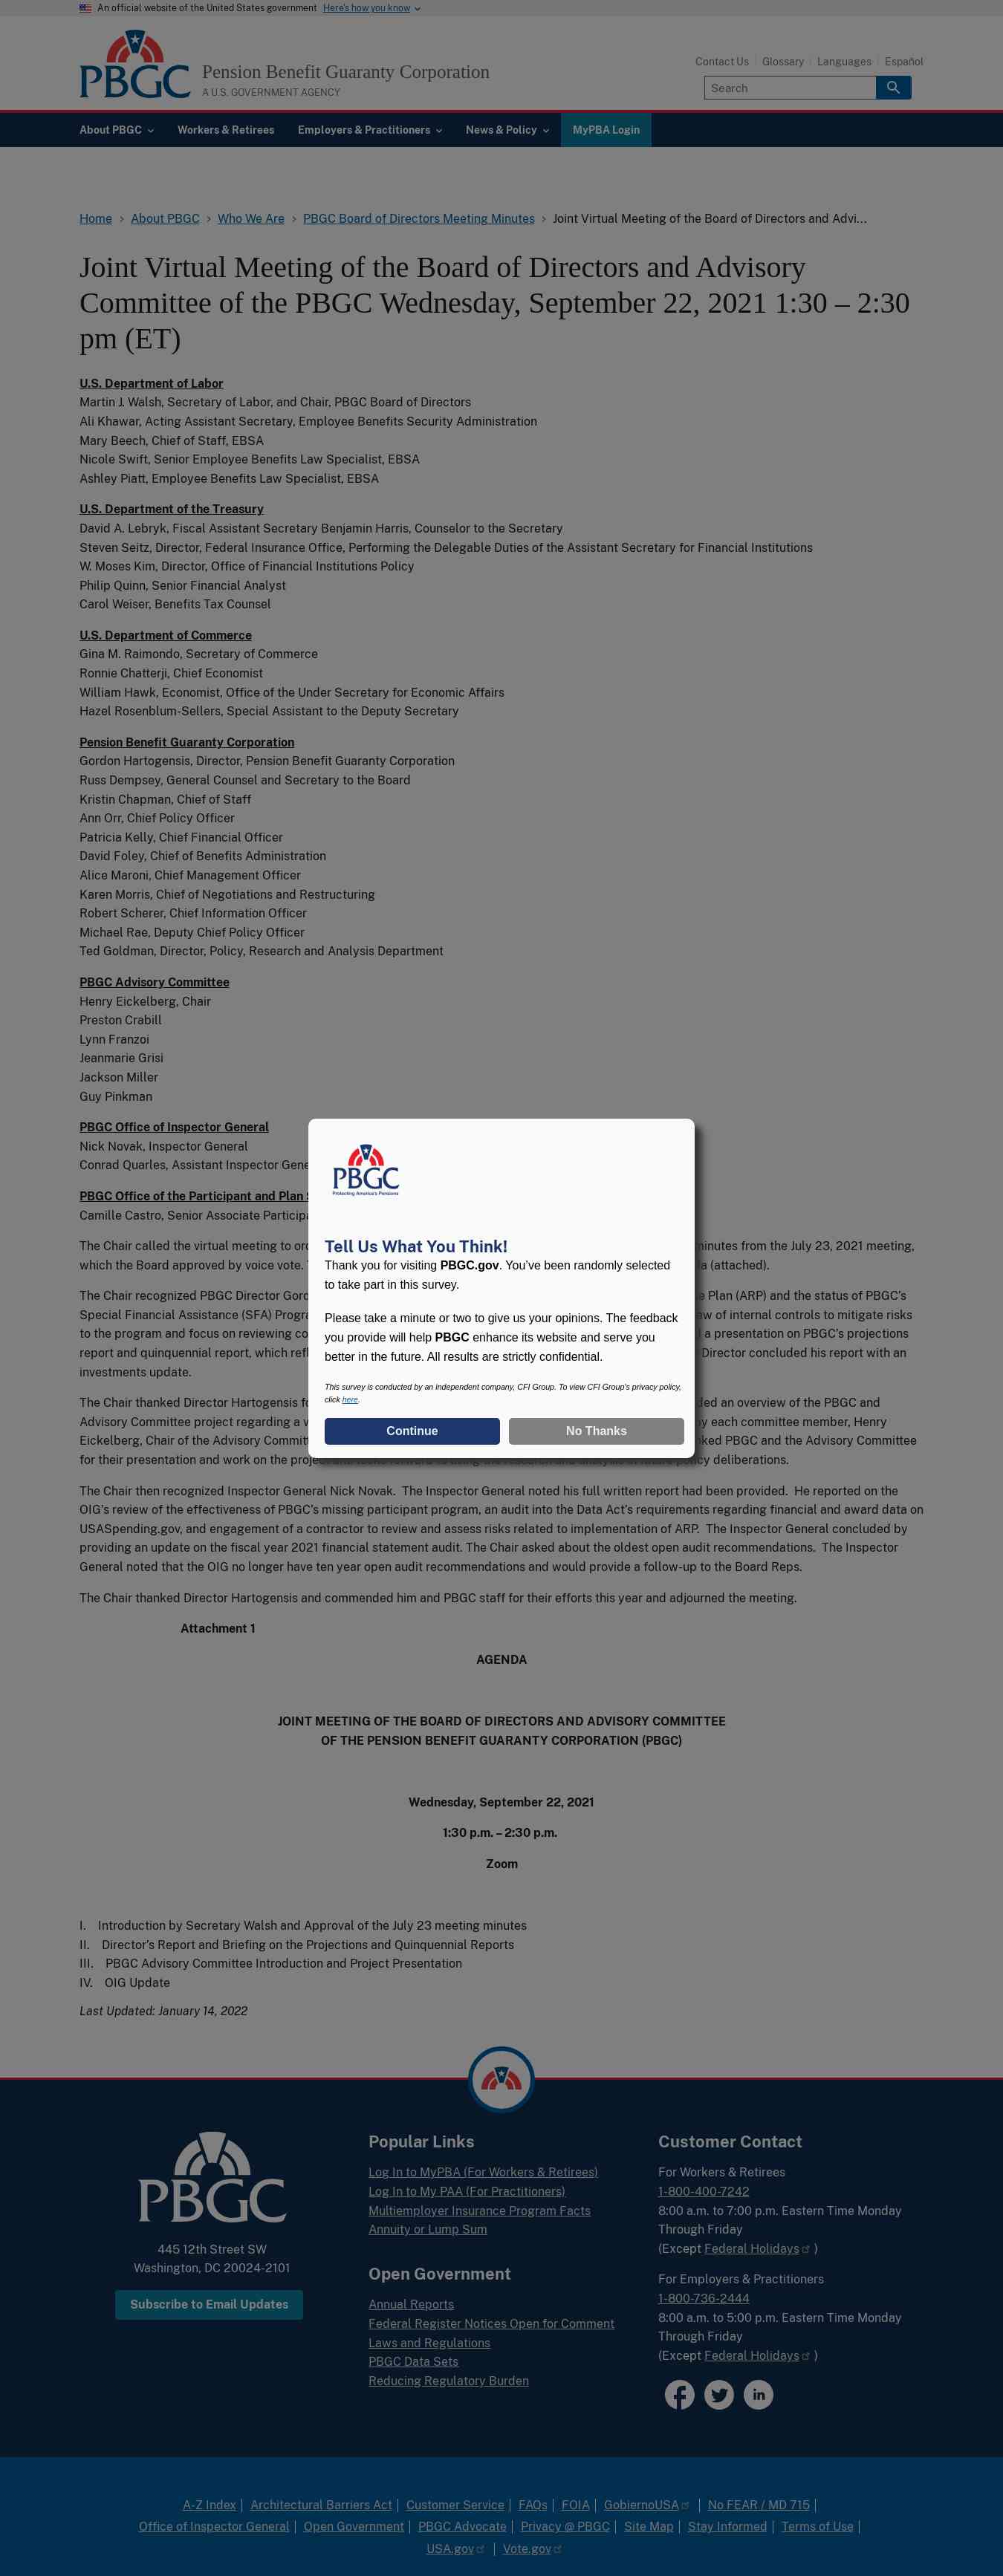 An official website of the United States government Here's how you know
PBGC
Pension Benefit Guaranty Corporation
A U.S. GOVERNMENT AGENCY
Contact Us Glossary Languages Español
Search
About PBGC Workers & Retirees Employers & Practitioners News & Policy MyPBA Login
Home About PBGC Who We Are PBGC Board of Directors Meeting Minutes Joint Virtual Meeting of the Board of Directors and Advi...
Joint Virtual Meeting of the Board of Directors and Advisory
Committee of the PBGC Wednesday, September 22, 2021 1:30 – 2:30
pm (ET)
U.S. Department of Labor
Martin J. Walsh, Secretary of Labor, and Chair, PBGC Board of Directors
Ali Khawar, Acting Assistant Secretary, Employee Benefits Security Administration
Mary Beech, Chief of Staff, EBSA
Nicole Swift, Senior Employee Benefits Law Specialist, EBSA
Ashley Piatt, Employee Benefits Law Specialist, EBSA
U.S. Department of the Treasury
David A. Lebryk, Fiscal Assistant Secretary Benjamin Harris, Counselor to the Secretary
Steven Seitz, Director, Federal Insurance Office, Performing the Delegable Duties of the Assistant Secretary for Financial Institutions
W. Moses Kim, Director, Office of Financial Institutions Policy
Philip Quinn, Senior Financial Analyst
Carol Weiser, Benefits Tax Counsel
U.S. Department of Commerce
Gina M. Raimondo, Secretary of Commerce
Ronnie Chatterji, Chief Economist
William Hawk, Economist, Office of the Under Secretary for Economic Affairs
Hazel Rosenblum-Sellers, Special Assistant to the Deputy Secretary
Pension Benefit Guaranty Corporation
Gordon Hartogensis, Director, Pension Benefit Guaranty Corporation
Russ Dempsey, General Counsel and Secretary to the Board
Kristin Chapman, Chief of Staff
Ann Orr, Chief Policy Officer
Patricia Kelly, Chief Financial Officer
David Foley, Chief of Benefits Administration
Alice Maroni, Chief Management Officer
Karen Morris, Chief of Negotiations and Restructuring
Robert Scherer, Chief Information Officer
Michael Rae, Deputy Chief Policy Officer
Ted Goldman, Director, Policy, Research and Analysis Department
PBGC Advisory Committee
Henry Eickelberg, Chair
Preston Crabill
Lynn Franzoi
Jeanmarie Grisi
Jackson Miller
Guy Pinkman
PBGC Office of Inspector General
Nick Novak, Inspector General
Conrad Quarles, Assistant Inspector Gene
PBGC Office of the Participant and Plan
Camille Castro, Senior Associate Participa
The Chair called the virtual meeting to or minutes from the July 23, 2021 meeting,
which the Board approved by voice vote. (attached).
The Chair recognized PBGC Director Gor Plan (ARP) and the status of PBGC's
Special Financial Assistance (SFA) Progra of internal controls to mitigate risks
to the program and focus on reviewing co a presentation on PBGC's projections
report and quinquennial report, which ref Director concluded his report with an
investments update.
The Chair thanked Director Hartogensis fo an overview of the Advisory
Committee project regarding a by each committee member, Henry
Eickelberg, Chair of the Advisory Commit PBGC and the Advisory Committee
for their presentation and work on the deliberations.
PBGC
Protecting America's Pensions
Tell Us What You Think!
Thank you for visiting PBGC.gov. You've been randomly selected
to take part in this survey.
Please take a minute or two to give us your opinions. The feedback
you provide will help PBGC enhance its website and serve you
better in the future. All results are strictly confidential.
This survey is conducted by an independent company, CFI Group. To view CFI Group's privacy policy,
click here.
Continue No Thanks
The Chair then recognized Inspector General Nick Novak. The Inspector General noted his full written report had been provided. He reported on the
OIG's review of the effectiveness of PBGC's missing participant program, an audit into the Data Act's requirements regarding financial and award data on
USASpending.gov, and engagement of a contractor to review and assess risks related to implementation of ARP. The Inspector General concluded by
providing an update on the fiscal year 2021 financial statement audit. The Chair asked about the oldest open audit recommendations. The Inspector
General noted that the OIG no longer have ten year open audit recommendations and would provide a follow-up to the Board Reps.
The Chair thanked Director Hartogensis and commended him and PBGC staff for their efforts this year and adjourned the meeting.
Attachment 1
AGENDA
JOINT MEETING OF THE BOARD OF DIRECTORS AND ADVISORY COMMITTEE
OF THE PENSION BENEFIT GUARANTY CORPORATION (PBGC)
Wednesday, September 22, 2021
1:30 p.m. – 2:30 p.m.
Zoom
I. Introduction by Secretary Walsh and Approval of the July 23 meeting minutes
II. Director's Report and Briefing on the Projections and Quinquennial Reports
III. PBGC Advisory Committee Introduction and Project Presentation
IV. OIG Update
Last Updated: January 14, 2022
PBGC
445 12th Street SW
Washington, DC 20024-2101
Subscribe to Email Updates
Popular Links
Log In to MyPBA (For Workers & Retirees)
Log In to My PAA (For Practitioners)
Multiemployer Insurance Program Facts
Annuity or Lump Sum
Open Government
Annual Reports
Federal Register Notices Open for Comment
Laws and Regulations
PBGC Data Sets
Reducing Regulatory Burden
Customer Contact
For Workers & Retirees
1-800-400-7242
8:00 a.m. to 7:00 p.m. Eastern Time Monday
Through Friday
(Except Federal Holidays )
For Employers & Practitioners
1-800-736-2444
8:00 a.m. to 5:00 p.m. Eastern Time Monday
Through Friday
(Except Federal Holidays )
A-Z Index Architectural Barriers Act Customer Service FAQs FOIA GobiernoUSA No FEAR / MD 715
Office of Inspector General Open Government PBGC Advocate Privacy @ PBGC Site Map Stay Informed Terms of Use
USA.gov Vote.gov